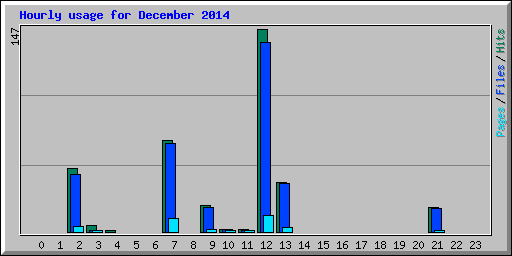 Hourly usage for December 2014
147
Pages/Files/Hits
0 1 2 3 4 5 6 7 8 9 10 11 12 13 14 15 16 17 18 19 20 21 22 23